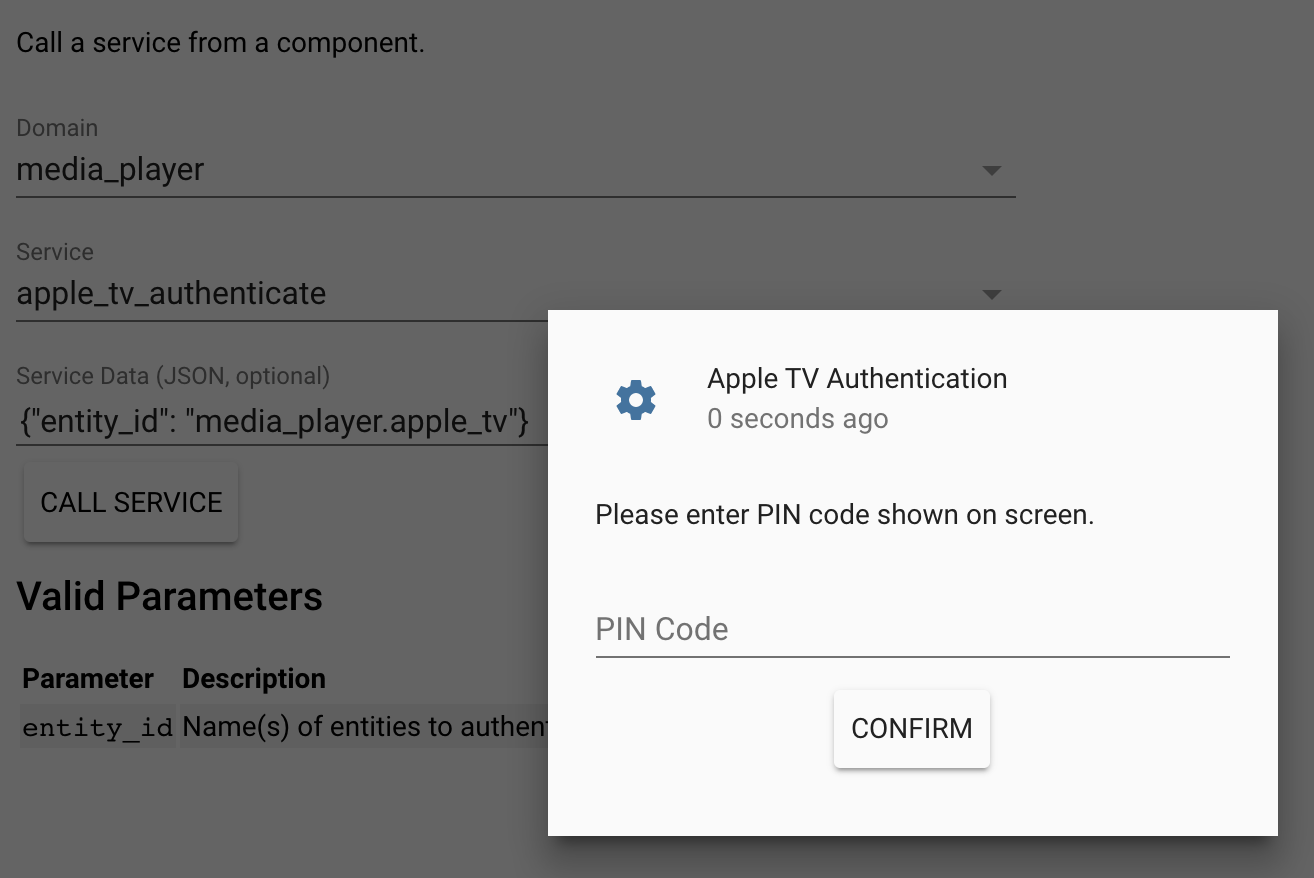 Call a service from a component.
Domain
media_player
Service
apple_tv_authenticate
Service Data (JSON, optional)
{"entity_id": "media_player.apple_tv"}
CALL SERVICE
Valid Parameters
Parameter Description
entity_id Name(s) of entities to
Apple TV Authentication
0 seconds ago
Please enter PIN code shown on screen.
PIN Code
CONFIRM